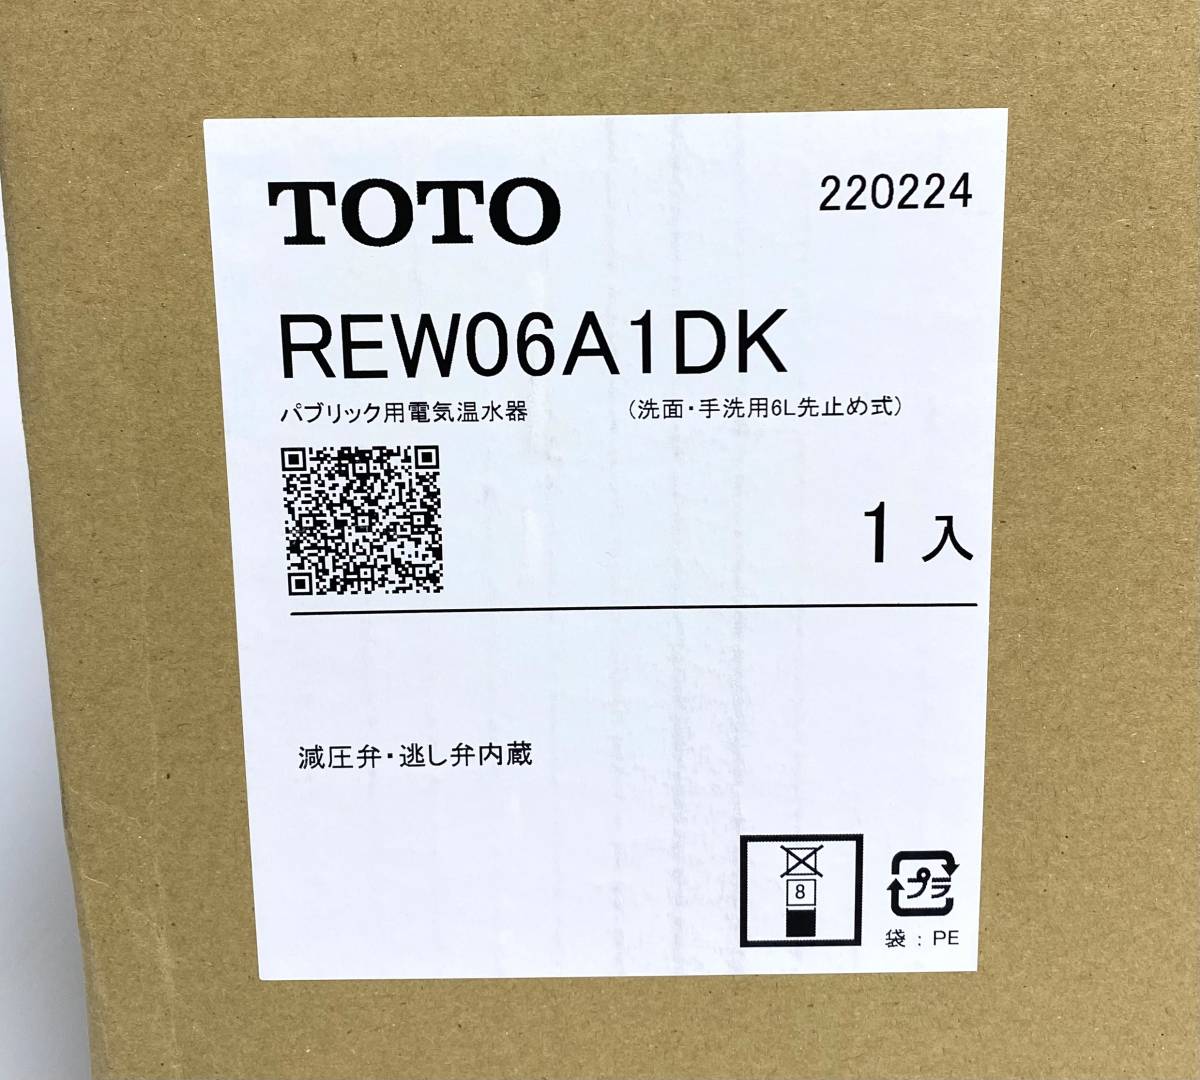 TOTO
220224
REW06A1DK
パブリック用電気温水器 （洗面・手洗用6L先止め式）
1入
減圧弁・逃し弁内蔵
8
プラ
袋：PE